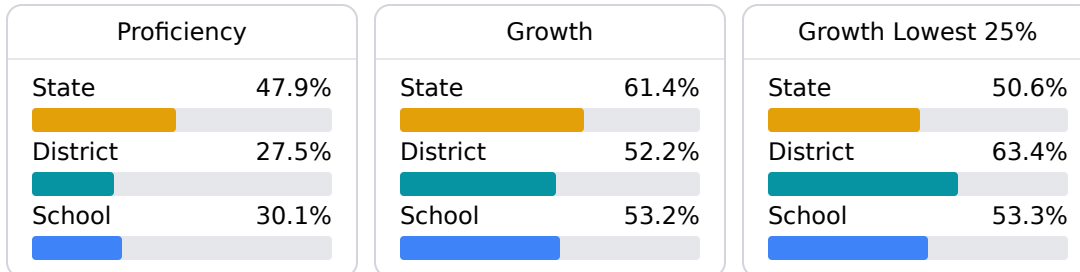 Proficiency
State 47.9%
District 27.5%
School 30.1%
Growth
State 61.4%
District 52.2%
School 53.2%
Growth Lowest 25%
State 50.6%
District 63.4%
School 53.3%